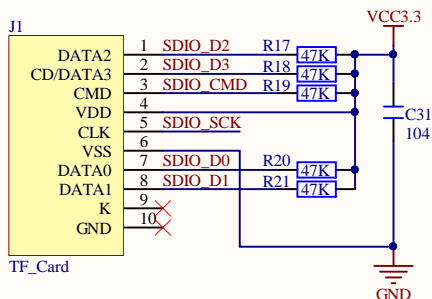 VCC3.3
J1
DATA2 1 SDIO_D2 R17 47K
CD/DATA3 2 SDIO_D3 R18 47K
CMD 3 SDIO_CMD R19 47K
VDD 4
C31
CLK 5 SDIO_SCK
104
VSS 6
DATA0 7 SDIO_D0 R20 47K
DATA1 8 SDIO_D1 R21 47K
K 9
GND 10
TF_Card
GND